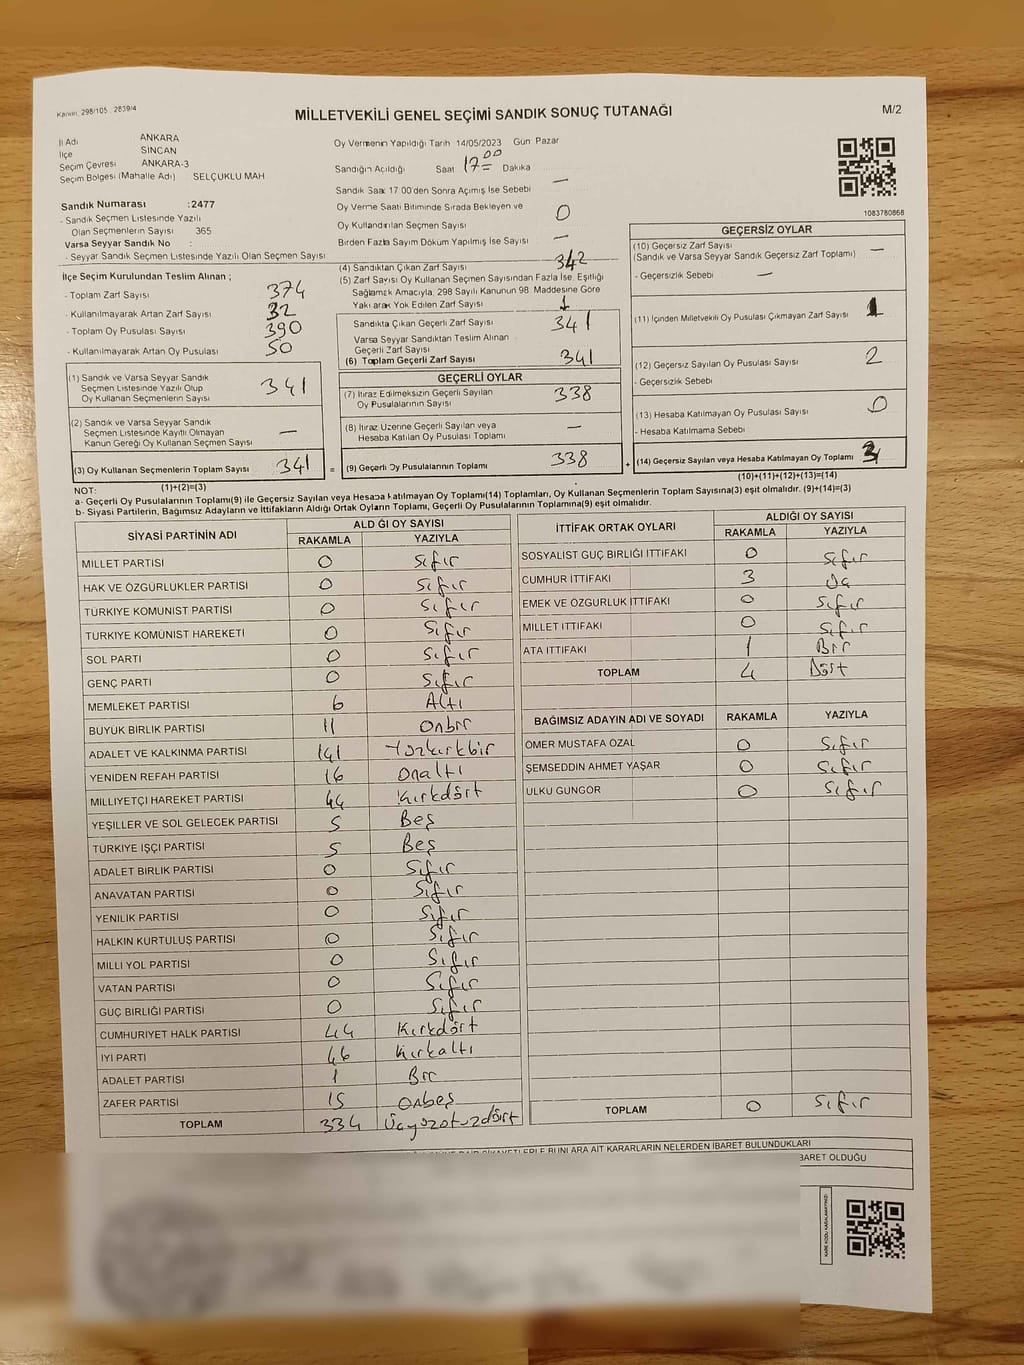 Kanun, 298/105 , 2839/4
MİLLETVEKİLİ GENEL SEÇİMİ SANDIK SONUÇ TUTANAĞI
M/2
İl Adı ANKARA
İlçe SİNCAN
Seçim Çevresi ANKARA-3
Seçim Bölgesi (Mahalle Adı) SELÇUKLU MAH
Oy Vermenin Yapıldığı Tarih 14/05/2023 Gün Pazar
Sandığın Açıldığı Saat 17 00 Dakika
Sandık Saat 17.00'den Sonra Açılmış İse Sebebi —
Oy Verme Saati Bitiminde Sırada Bekleyen ve
Oy Kullandırılan Seçmen Sayısı 0
Birden Fazla Sayım Döküm Yapılmış İse Sayısı —
1083780868
Sandık Numarası :2477
- Sandık Seçmen Listesinde Yazılı
Olan Seçmenlerin Sayısı 365
Varsa Seyyar Sandık No :
- Seyyar Sandık Seçmen Listesinde Yazılı Olan Seçmen Sayısı
İlçe Seçim Kurulundan Teslim Alınan ;
- Toplam Zarf Sayısı 374
- Kullanılmayarak Artan Zarf Sayısı 32
- Toplam Oy Pusulası Sayısı 390
- Kullanılmayarak Artan Oy Pusulası 50
(4) Sandıktan Çıkan Zarf Sayısı 342
(5) Zarf Sayısı Oy Kullanan Seçmen Sayısından Fazla İse, Eşitliği
Sağlamak Amacıyla, 298 Sayılı Kanunun 98. Maddesine Göre
Yakılarak Yok Edilen Zarf Sayısı 1
Sandıkta Çıkan Geçerli Zarf Sayısı 341
Varsa Seyyar Sandıktan Teslim Alınan
Geçerli Zarf Sayısı
(6) Toplam Geçerli Zarf Sayısı 341
GEÇERSİZ OYLAR
(10) Geçersiz Zarf Sayısı —
(Sandık ve Varsa Seyyar Sandık Geçersiz Zarf Toplamı)
- Geçersizlik Sebebi —
(11) İçinden Milletvekili Oy Pusulası Çıkmayan Zarf Sayısı 1
(12) Geçersiz Sayılan Oy Pusulası Sayısı 2
- Geçersizlik Sebebi
(13) Hesaba Katılmayan Oy Pusulası Sayısı 0
- Hesaba Katılmama Sebebi
(14) Geçersiz Sayılan veya Hesaba Katılmayan Oy Toplamı 3
(10)+(11)+(12)+(13)=(14)
(1) Sandık ve Varsa Seyyar Sandık
Seçmen Listesinde Yazılı Olup
Oy Kullanan Seçmenlerin Sayısı 341
(2) Sandık ve Varsa Seyyar Sandık
Seçmen Listesinde Kayıtlı Olmayan
Kanun Gereği Oy Kullanan Seçmen Sayısı —
(3) Oy Kullanan Seçmenlerin Toplam Sayısı 341 =
(1)+(2)=(3)
GEÇERLİ OYLAR
(7) İtiraz Edilmeksizin Geçerli Sayılan
Oy Pusulalarının Sayısı 338
(8) İtiraz Üzerine Geçerli Sayılan veya
Hesaba Katılan Oy Pusulası Toplamı —
(9) Geçerli Oy Pusulalarının Toplamı 338 +
NOT:
a- Geçerli Oy Pusulalarının Toplamı(9) ile Geçersiz Sayılan veya Hesaba Katılmayan Oy Toplamı(14) Toplamları, Oy Kullanan Seçmenlerin Toplam Sayısına(3) eşit olmalıdır. (9)+(14)=(3)
b- Siyasi Partilerin, Bağımsız Adayların ve İttifakların Aldığı Ortak Oyların Toplamı, Geçerli Oy Pusulalarının Toplamına(9) eşit olmalıdır.
SİYASİ PARTİNİN ADI ALDIĞI OY SAYISI
RAKAMLA YAZIYLA
MİLLET PARTİSİ 0 Sıfır
HAK VE ÖZGÜRLÜKLER PARTİSİ 0 Sıfır
TÜRKİYE KOMÜNİST PARTİSİ 0 Sıfır
TÜRKİYE KOMÜNİST HAREKETİ 0 Sıfır
SOL PARTİ 0 Sıfır
GENÇ PARTİ 0 Sıfır
MEMLEKET PARTİSİ 6 Altı
BÜYÜK BİRLİK PARTİSİ 11 Onbir
ADALET VE KALKINMA PARTİSİ 141 Yüzkırkbir
YENİDEN REFAH PARTİSİ 16 Onaltı
MİLLİYETÇİ HAREKET PARTİSİ 44 Kırkdört
YEŞİLLER VE SOL GELECEK PARTİSİ 5 Beş
TÜRKİYE İŞÇİ PARTİSİ 5 Beş
ADALET BİRLİK PARTİSİ 0 Sıfır
ANAVATAN PARTİSİ 0 Sıfır
YENİLİK PARTİSİ 0 Sıfır
HALKIN KURTULUŞ PARTİSİ 0 Sıfır
MİLLİ YOL PARTİSİ 0 Sıfır
VATAN PARTİSİ 0 Sıfır
GÜÇ BİRLİĞİ PARTİSİ 0 Sıfır
CUMHURİYET HALK PARTİSİ 44 Kırkdört
İYİ PARTİ 46 Kırkaltı
ADALET PARTİSİ 1 Bir
ZAFER PARTİSİ 15 Onbeş
TOPLAM 334 Üçyüzotuzdört
İTTİFAK ORTAK OYLARI ALDIĞI OY SAYISI
RAKAMLA YAZIYLA
SOSYALİST GÜÇ BİRLİĞİ İTTİFAKI 0 Sıfır
CUMHUR İTTİFAKI 3 Üç
EMEK VE ÖZGÜRLÜK İTTİFAKI 0 Sıfır
MİLLET İTTİFAKI 0 Sıfır
ATA İTTİFAKI 1 Bir
TOPLAM 4 Dört
BAĞIMSIZ ADAYIN ADI VE SOYADI RAKAMLA YAZIYLA
ÖMER MUSTAFA ÖZAL 0 Sıfır
ŞEMSEDDİN AHMET YAŞAR 0 Sıfır
ÜLKÜ GÜNGÖR 0 Sıfır
TOPLAM 0 Sıfır
ŞİKAYETLERLE BUNLARA AİT KARARLARIN NELERDEN İBARET BULUNDUKLARI
İBARET OLDUĞU